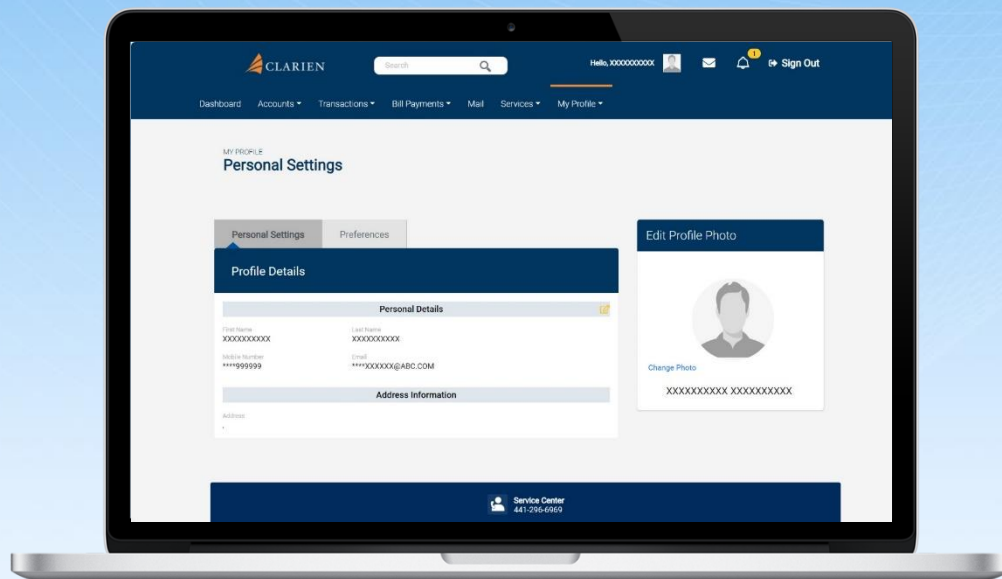 CLARIEN
Search
Hello, XXXXXXXXXX
1
Sign Out
Dashboard Accounts Transactions Bill Payments Mail Services My Profile
MY PROFILE
Personal Settings
Personal Settings Preferences
Edit Profile Photo
Profile Details
Personal Details
First Name Last Name
XXXXXXXXXX XXXXXXXXXX
Mobile Number Email
****999999 ****XXXXXX@ABC.COM
Change Photo
XXXXXXXXXX XXXXXXXXXX
Address Information
Address
.
Service Center
441-296-6969